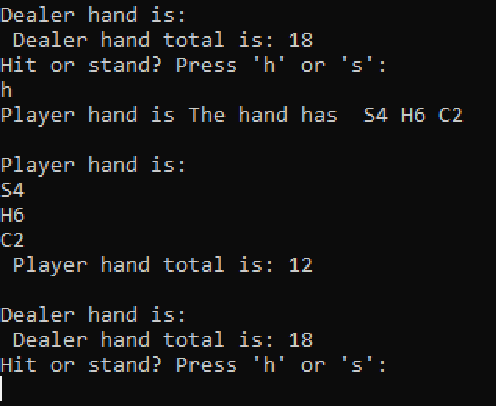 Dealer hand is:
 Dealer hand total is: 18
Hit or stand? Press 'h' or 's':
h
Player hand is The hand has  S4 H6 C2

Player hand is:
S4
H6
C2
 Player hand total is: 12

Dealer hand is:
 Dealer hand total is: 18
Hit or stand? Press 'h' or 's':